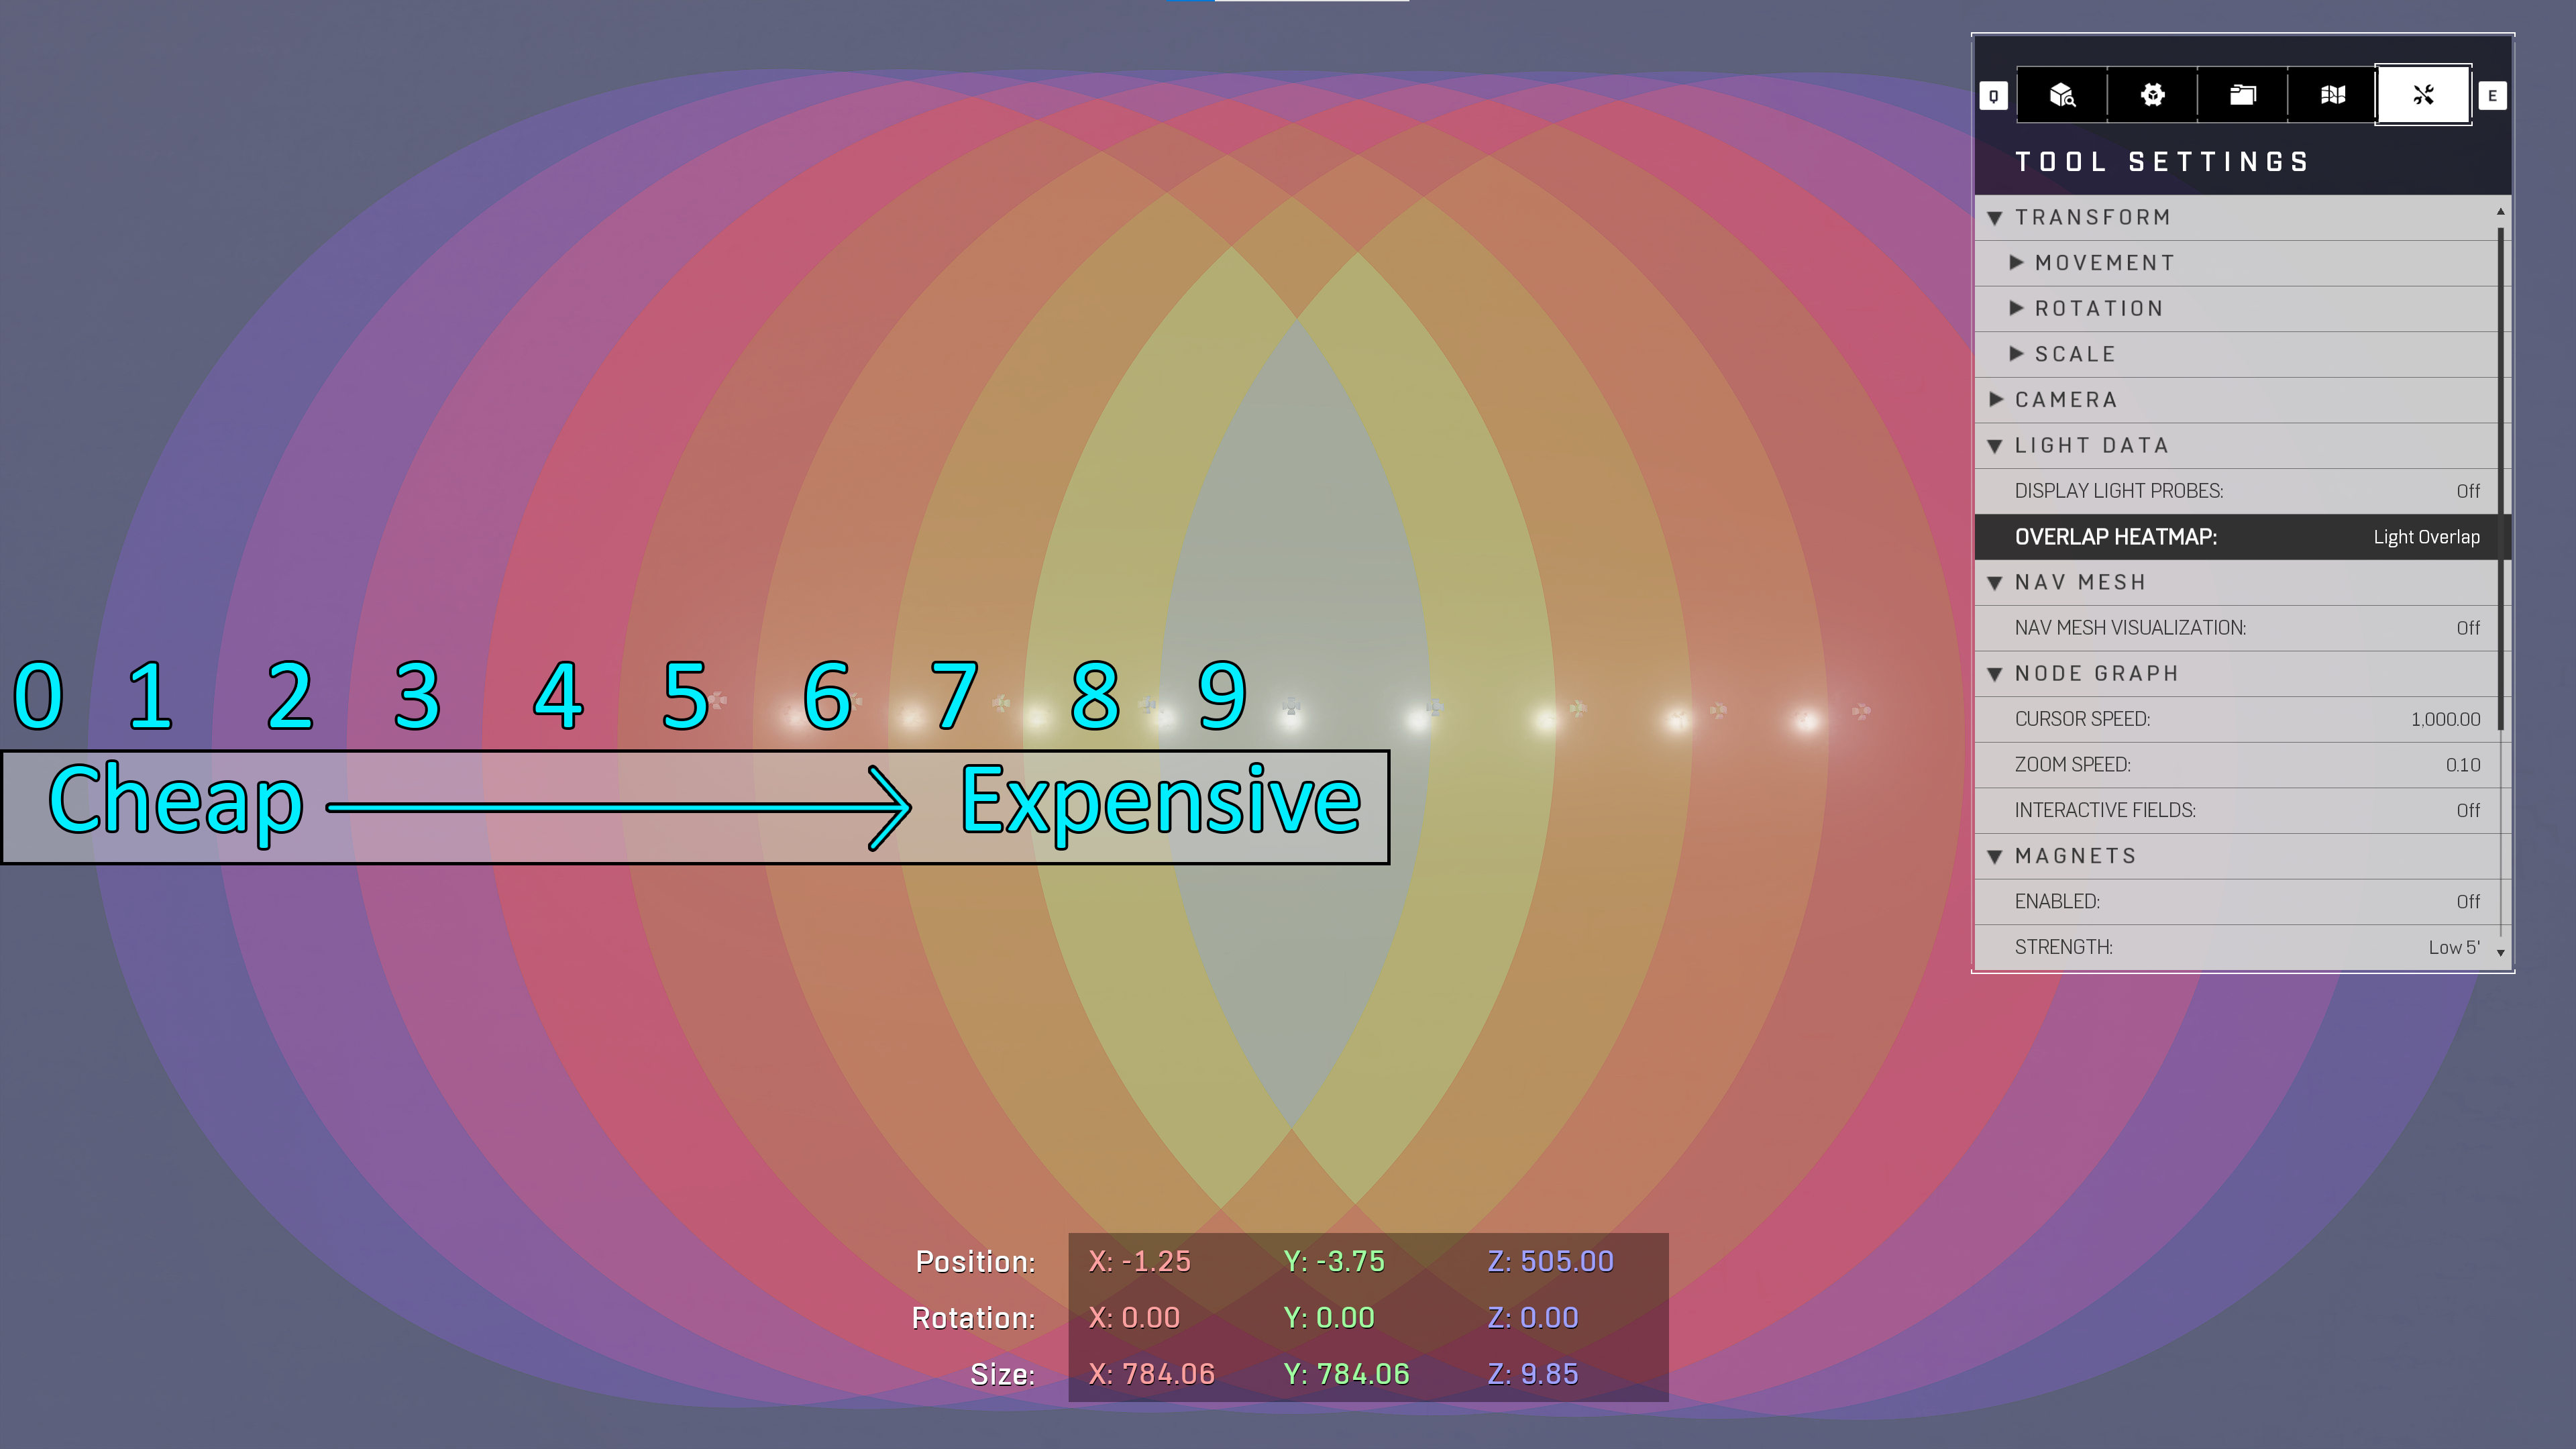 Q
E
TOOL SETTINGS
TRANSFORM
MOVEMENT
ROTATION
SCALE
CAMERA
LIGHT DATA
DISPLAY LIGHT PROBES: Off
OVERLAP HEATMAP: Light Overlap
NAV MESH
NAV MESH VISUALIZATION: Off
NODE GRAPH
CURSOR SPEED: 1,000.00
ZOOM SPEED: 0.10
INTERACTIVE FIELDS: Off
MAGNETS
ENABLED: Off
STRENGTH: Low 5'
0 1 2 3 4 5 6 7 8 9
Cheap Expensive
Position: X: -1.25 Y: -3.75 Z: 505.00
Rotation: X: 0.00 Y: 0.00 Z: 0.00
Size: X: 784.06 Y: 784.06 Z: 9.85